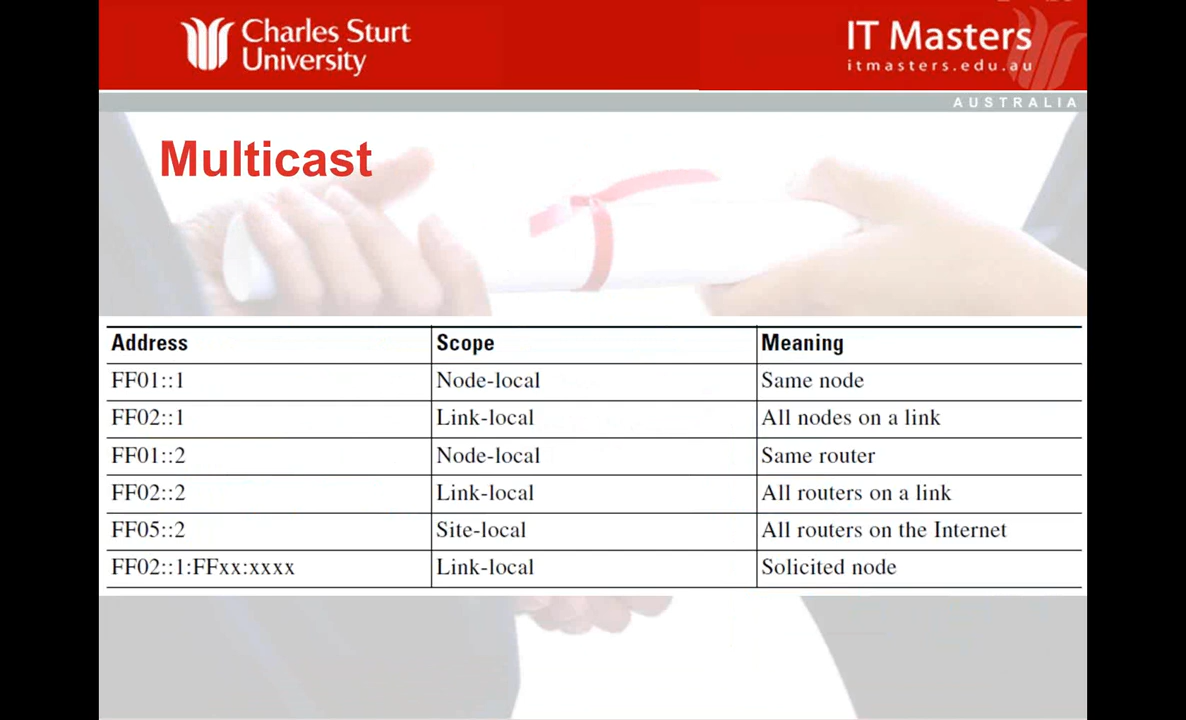 Charles Sturt
University
IT Masters
itmasters.edu.au
AUSTRALIA
Multicast
Address Scope Meaning
FF01::1 Node-local Same node
FF02::1 Link-local All nodes on a link
FF01::2 Node-local Same router
FF02::2 Link-local All routers on a link
FF05::2 Site-local All routers on the Internet
FF02::1:FFxx:xxxx Link-local Solicited node